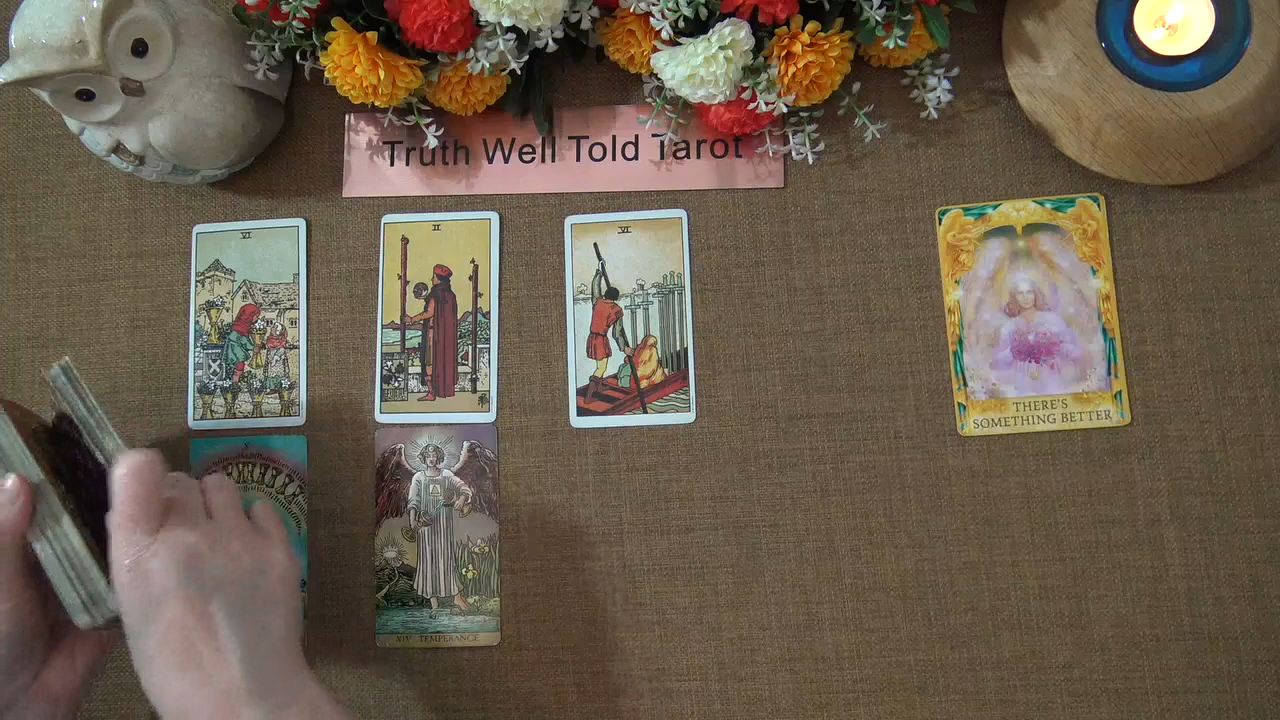 Truth Well Told Tarot
VI
II
VI
THERE'S
SOMETHING BETTER
X
XIV TEMPERANCE